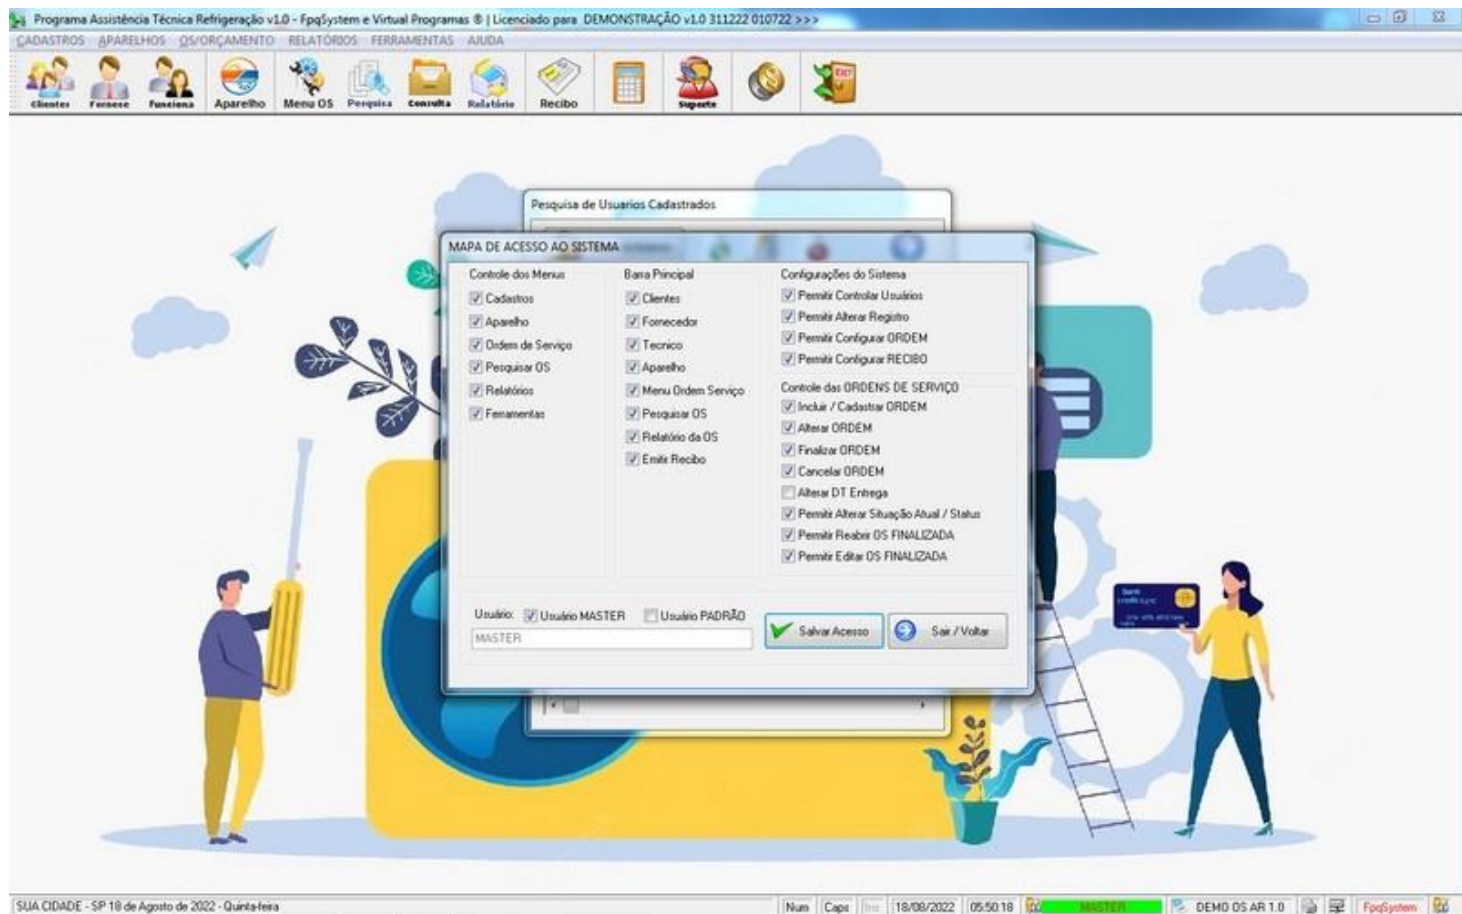 Programa Assistência Técnica Refrigeração v1.0 - FpqSystem e Virtual Programas ® | Licenciado para DEMONSTRAÇÃO v1.0 311222 010722 >>>
CADASTROS APARELHOS OS/ORÇAMENTO RELATÓRIOS FERRAMENTAS AJUDA
Clientes Fornece Funciona Aparelho Menu OS Pesquisa Consulta Relatório Recibo Suporte EXIT
Pesquisa de Usuarios Cadastrados
MAPA DE ACESSO AO SISTEMA
Controle dos Menus
Cadastros
Aparelho
Ordem de Serviço
Pesquisar OS
Relatórios
Ferramentas
Barra Principal
Clientes
Fornecedor
Tecnico
Aparelho
Menu Ordem Serviço
Pesquisar OS
Relatório da OS
Emitir Recibo
Configurações do Sistema
Permitir Controlar Usuários
Permitir Alterar Registro
Permitir Configurar ORDEM
Permitir Configurar RECIBO
Controle das ORDENS DE SERVIÇO
Incluir / Cadastrar ORDEM
Alterar ORDEM
Finalizar ORDEM
Cancelar ORDEM
Alterar DT Entrega
Permitir Alterar Situação Atual / Status
Permitir Reabrir OS FINALIZADA
Permitir Editar OS FINALIZADA
Usuário: Usuário MASTER Usuário PADRÃO
MASTER
Salvar Acesso Sair / Voltar
SUA CIDADE - SP 18 de Agosto de 2022 - Quinta-feira Num Caps Ins 18/08/2022 05:50:18 MASTER DEMO OS AR 1.0 FpqSystem